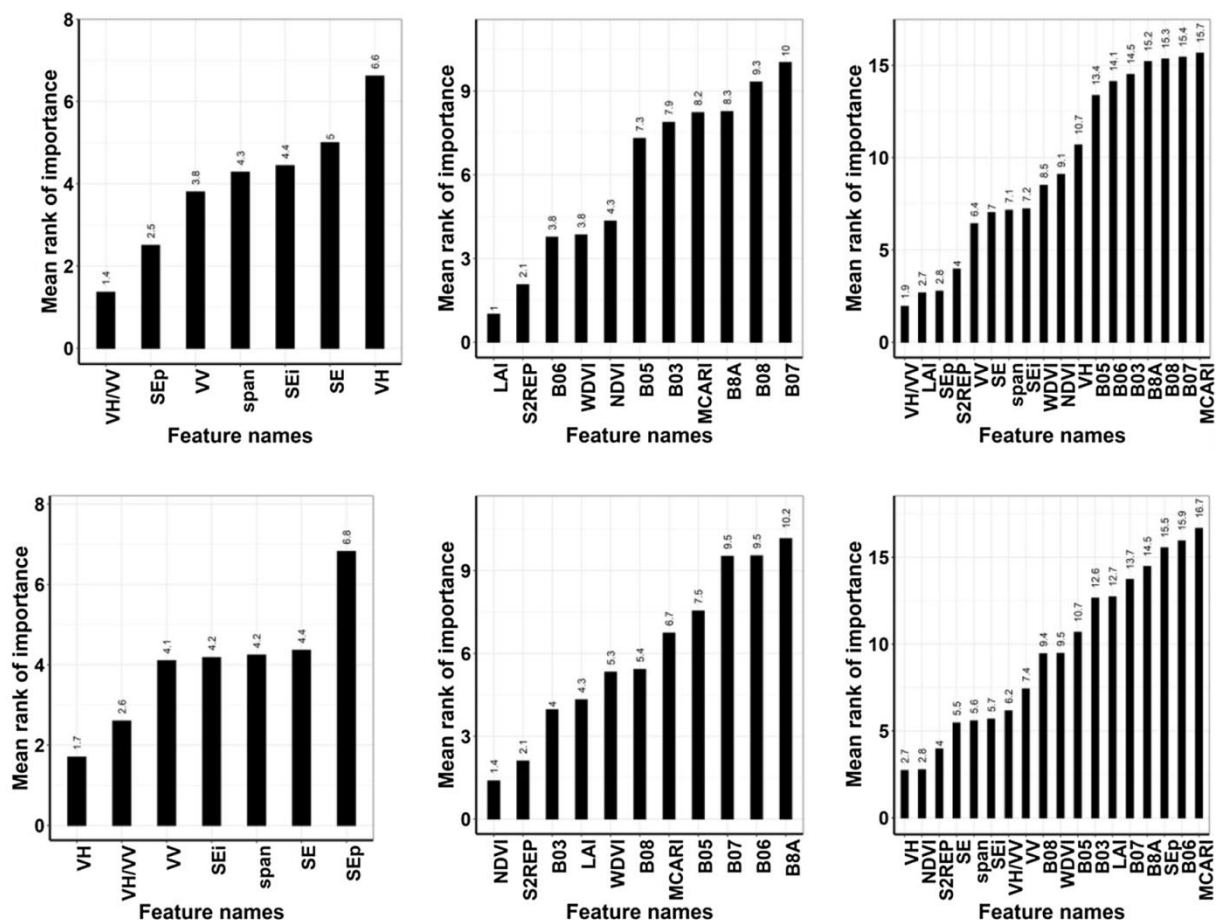 Mean rank of importance
8
6
4
2
0
1.4
2.5
3.8
4.3
4.4
5
6.6
VH/VV
SEp
VV
span
SEi
SE
VH
Feature names
Mean rank of importance
9
6
3
0
1
2.1
3.8
3.8
4.3
7.3
7.9
8.2
8.3
9.3
10
LAI
S2REP
B06
WDVI
NDVI
B05
B03
MCARI
B8A
B08
B07
Feature names
Mean rank of importance
15
10
5
0
1.9
2.7
2.8
4
6.4
7
7.1
7.2
8.5
9.1
10.7
13.4
14.1
14.5
15.2
15.3
15.4
15.7
VH/VV
LAI
SEp
S2REP
VV
SE
span
SEi
WDVI
NDVI
VH
B05
B06
B03
B8A
B08
B07
MCARI
Feature names
Mean rank of importance
8
6
4
2
0
1.7
2.6
4.1
4.2
4.2
4.4
6.8
VH
VH/VV
VV
SEi
span
SE
SEp
Feature names
Mean rank of importance
9
6
3
0
1.4
2.1
4
4.3
5.3
5.4
6.7
7.5
9.5
9.5
10.2
NDVI
S2REP
B03
LAI
WDVI
B08
MCARI
B05
B07
B06
B8A
Feature names
Mean rank of importance
15
10
5
0
2.7
2.8
4
5.5
5.6
5.7
6.2
7.4
9.4
9.5
10.7
12.6
12.7
13.7
14.5
15.5
15.9
16.7
VH
NDVI
S2REP
SE
span
SEi
VH/VV
VV
B08
WDVI
B05
B03
LAI
B07
B8A
SEp
B06
MCARI
Feature names